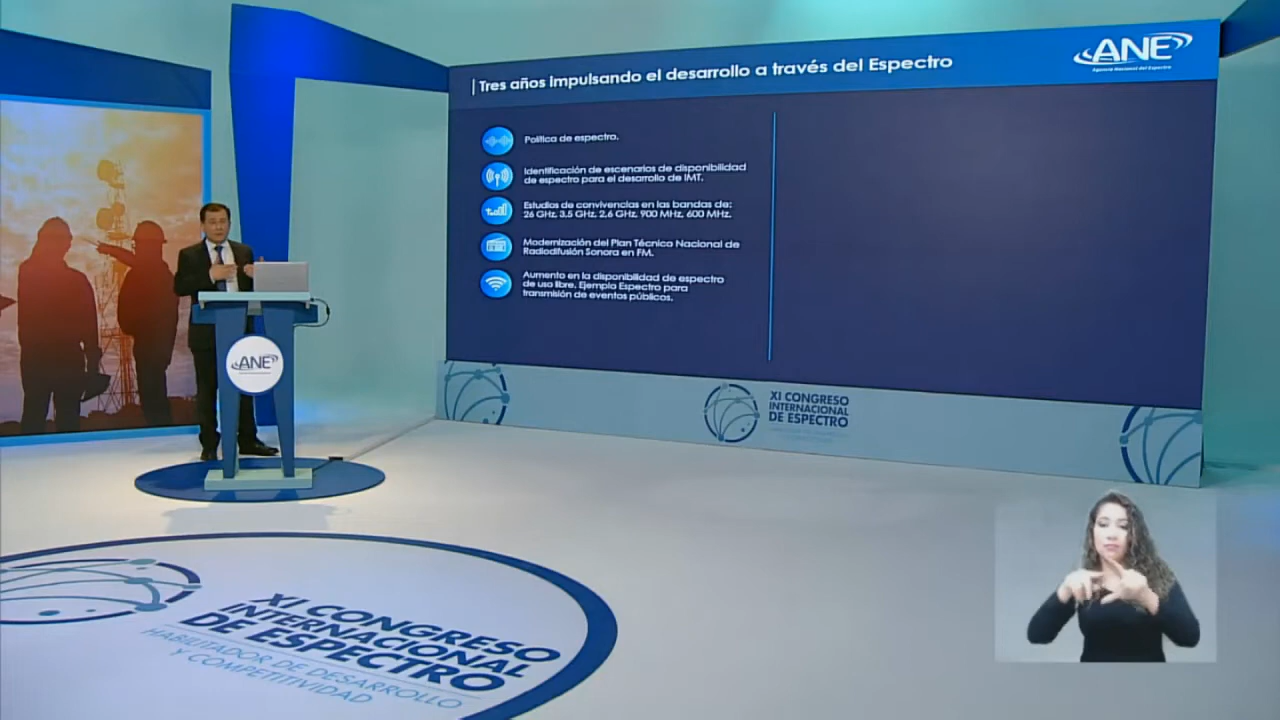 Tres años impulsando el desarrollo a través del Espectro
ANE
Agencia Nacional del Espectro
Política de espectro.
Identificación de escenarios de disponibilidad
de espectro para el desarrollo de IMT.
Estudios de convivencias en las bandas de:
26 GHz, 3.5 GHz, 2.6 GHz, 900 MHz, 600 MHz.
Modernización del Plan Técnico Nacional de
Radiodifusión Sonora en FM.
Aumento en la disponibilidad de espectro
de uso libre. Ejemplo Espectro para
transmisión de eventos públicos.
ANE
XI CONGRESO
INTERNACIONAL
DE ESPECTRO
XI CONGRESO
INTERNACIONAL
DE ESPECTRO
HABILITADOR DE DESARROLLO
Y COMPETITIVIDAD